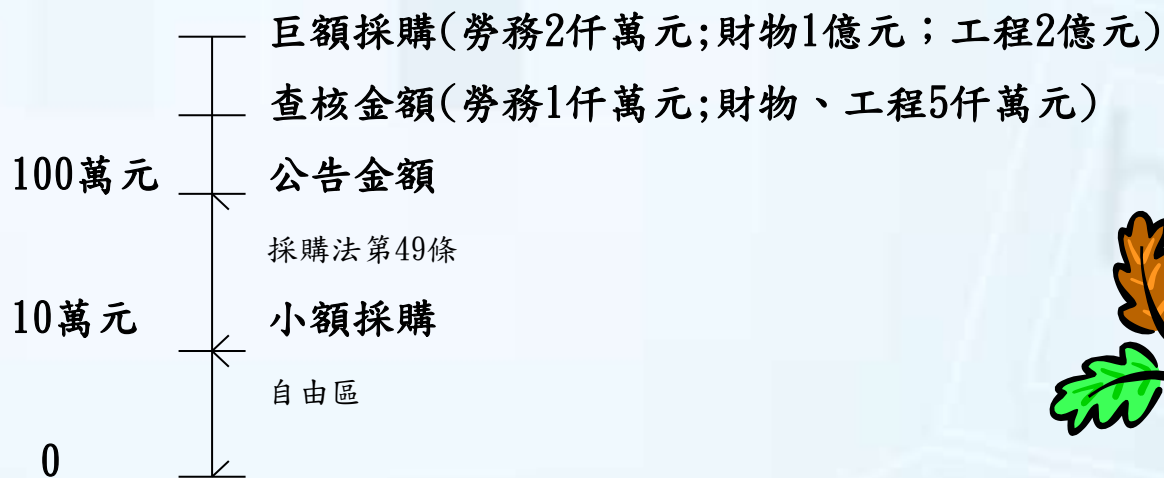 巨額採購(勞務2仟萬元;財物1億元；工程2億元)
查核金額(勞務1仟萬元;財物、工程5仟萬元)
100萬元 公告金額
採購法第49條
10萬元 小額採購
自由區
0